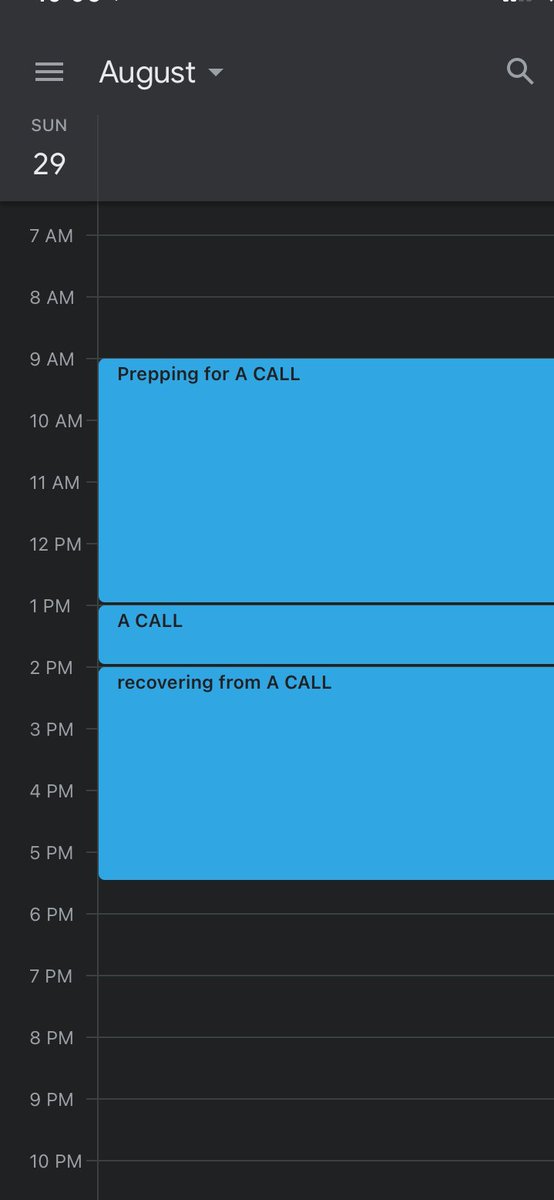 August
SUN
29
7 AM
8 AM
9 AM
Prepping for A CALL
10 AM
11 AM
12 PM
1 PM
A CALL
2 PM
recovering from A CALL
3 PM
4 PM
5 PM
6 PM
7 PM
8 PM
9 PM
10 PM